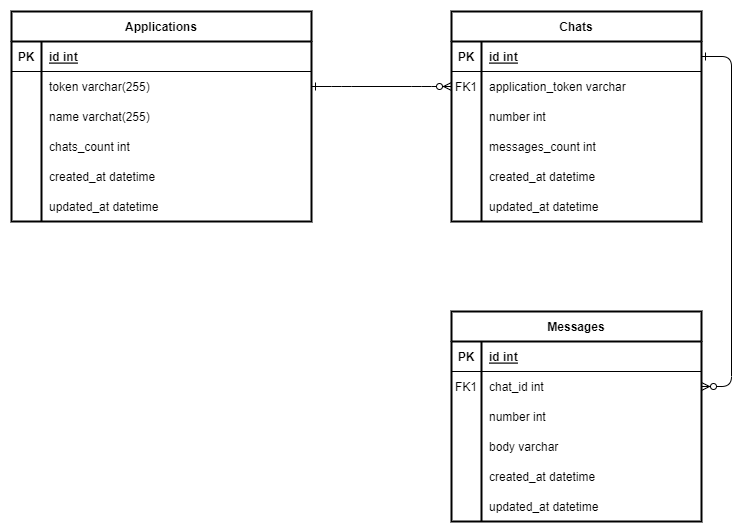 Applications
PK id int
token varchar(255)
name varchat(255)
chats_count int
created_at datetime
updated_at datetime
Chats
PK id int
FK1 application_token varchar
number int
messages_count int
created_at datetime
updated_at datetime
Messages
PK id int
FK1 chat_id int
number int
body varchar
created_at datetime
updated_at datetime